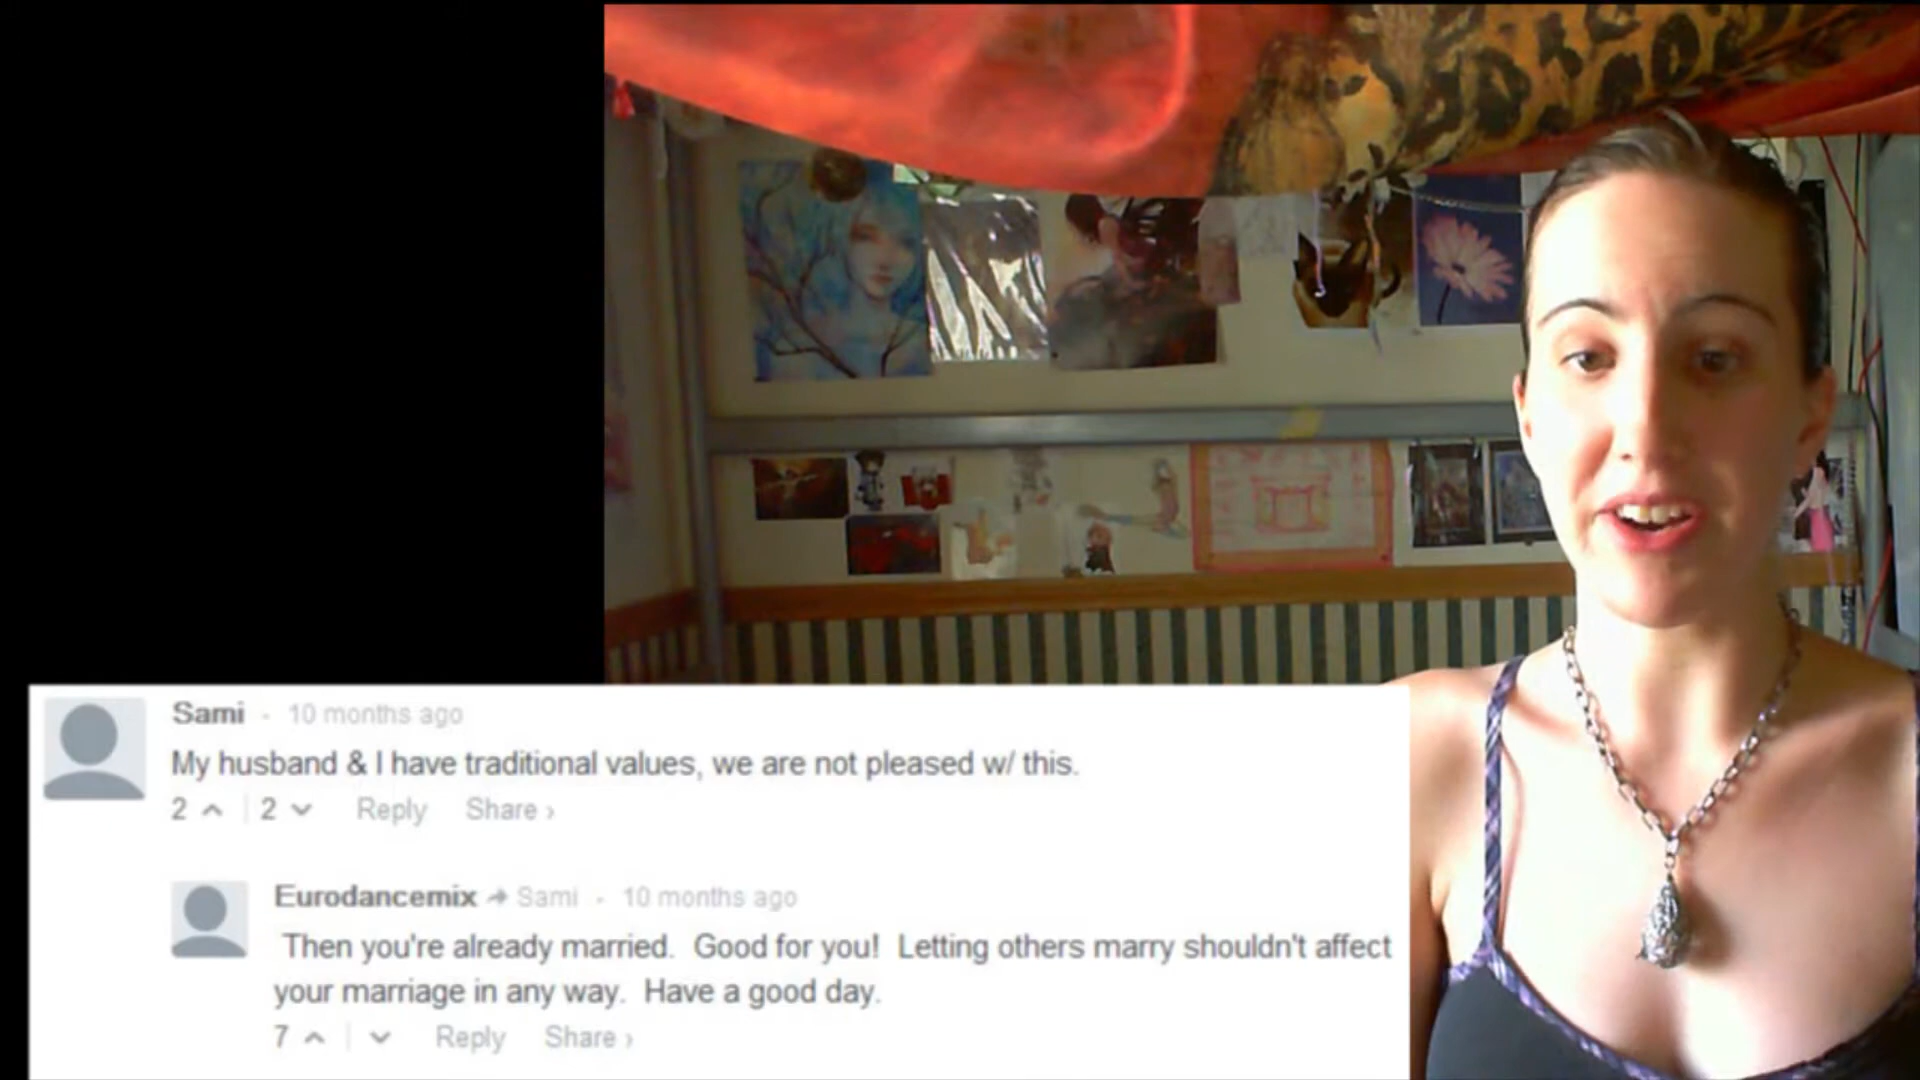 Sami - 10 months ago
My husband & I have traditional values, we are not pleased w/ this.
2 2 Reply Share ›
Eurodancemix Sami - 10 months ago
Then you're already married. Good for you! Letting others marry shouldn't affect
your marriage in any way. Have a good day.
7 Reply Share ›